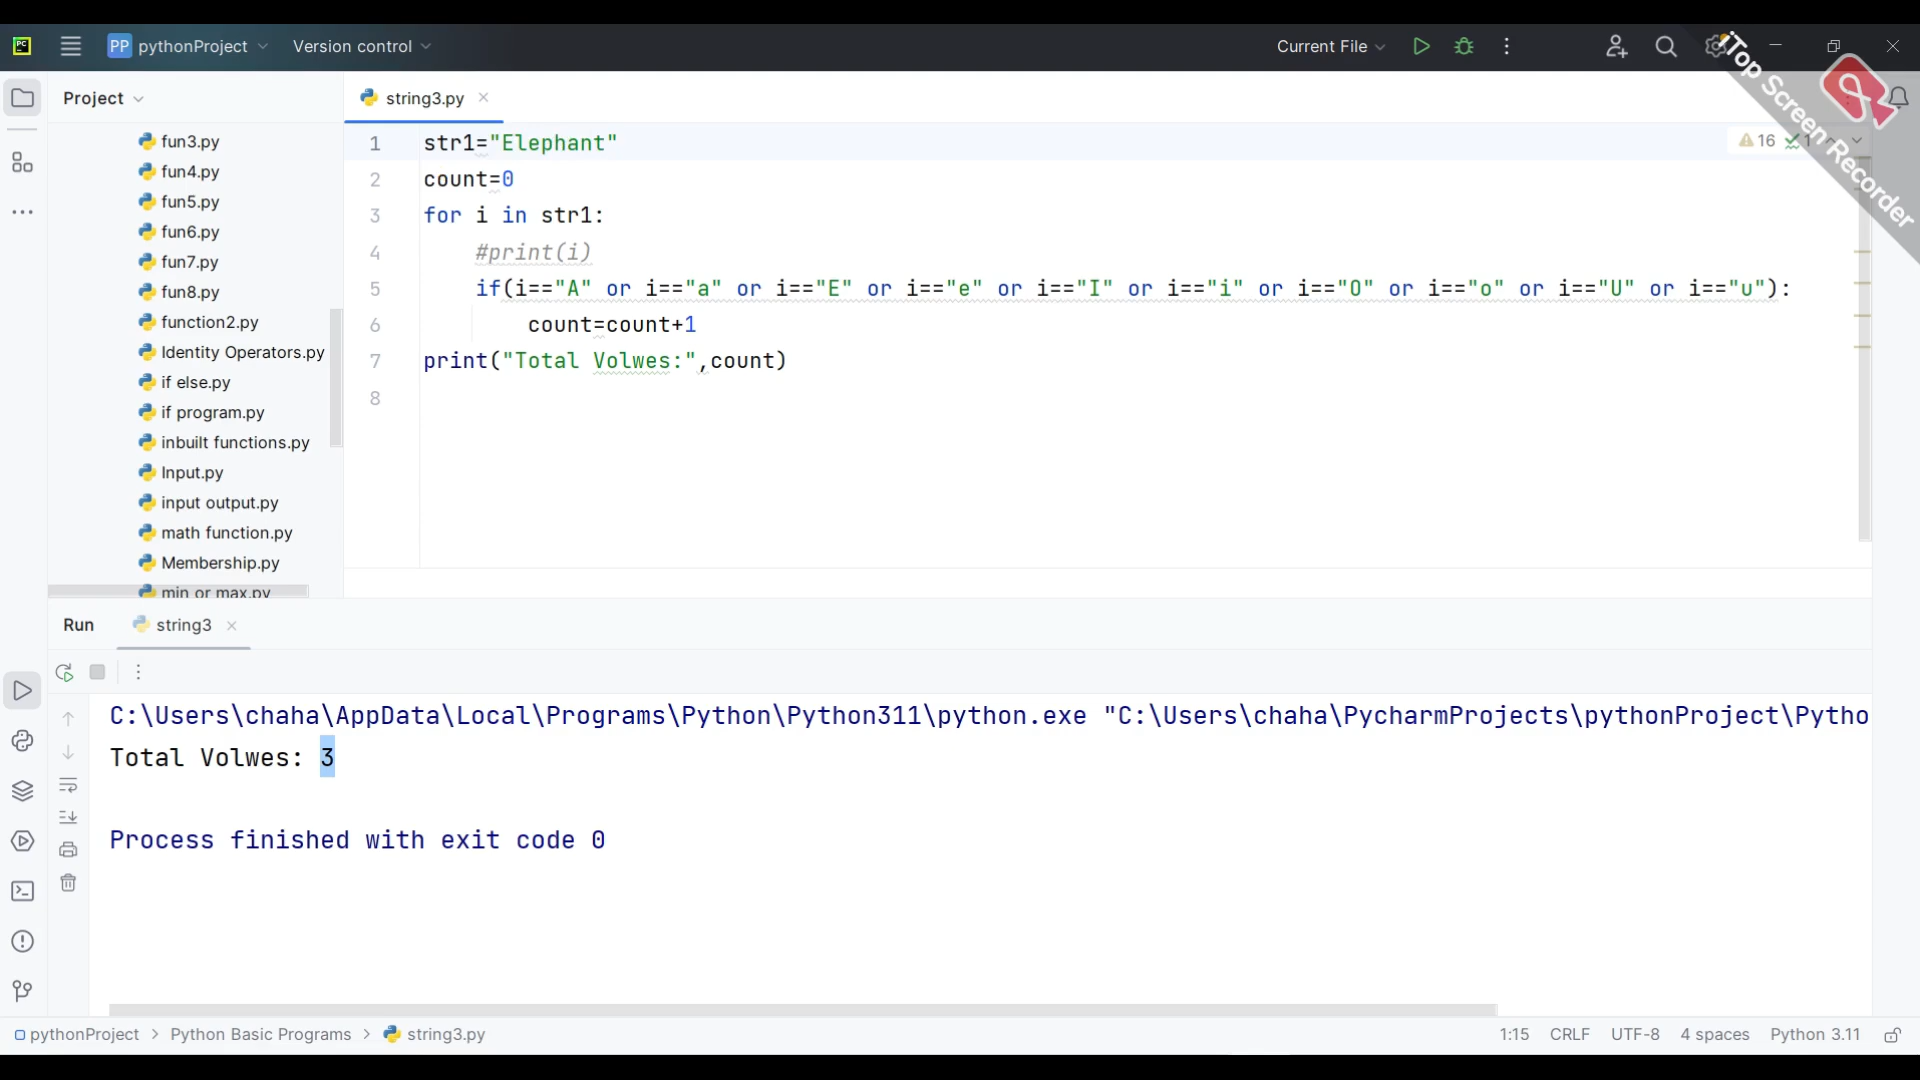 PC
PP pythonProject
Version control
Current File
iTop Screen Recorder
Project
string3.py
fun3.py
fun4.py
fun5.py
fun6.py
fun7.py
fun8.py
function2.py
Identity Operators.py
if else.py
if program.py
inbuilt functions.py
Input.py
input output.py
math function.py
Membership.py
min or max.py
16 1
1 str1="Elephant"
2 count=0
3 for i in str1:
4 #print(i)
5 if(i=="A" or i=="a" or i=="E" or i=="e" or i=="I" or i=="i" or i=="O" or i=="o" or i=="U" or i=="u"):
6 count=count+1
7 print("Total Volwes:",count)
8
Run
string3
C:\Users\chaha\AppData\Local\Programs\Python\Python311\python.exe "C:\Users\chaha\PycharmProjects\pythonProject\Pytho
Total Volwes: 3
Process finished with exit code 0
pythonProject > Python Basic Programs > string3.py
1:15 CRLF UTF-8 4 spaces Python 3.11